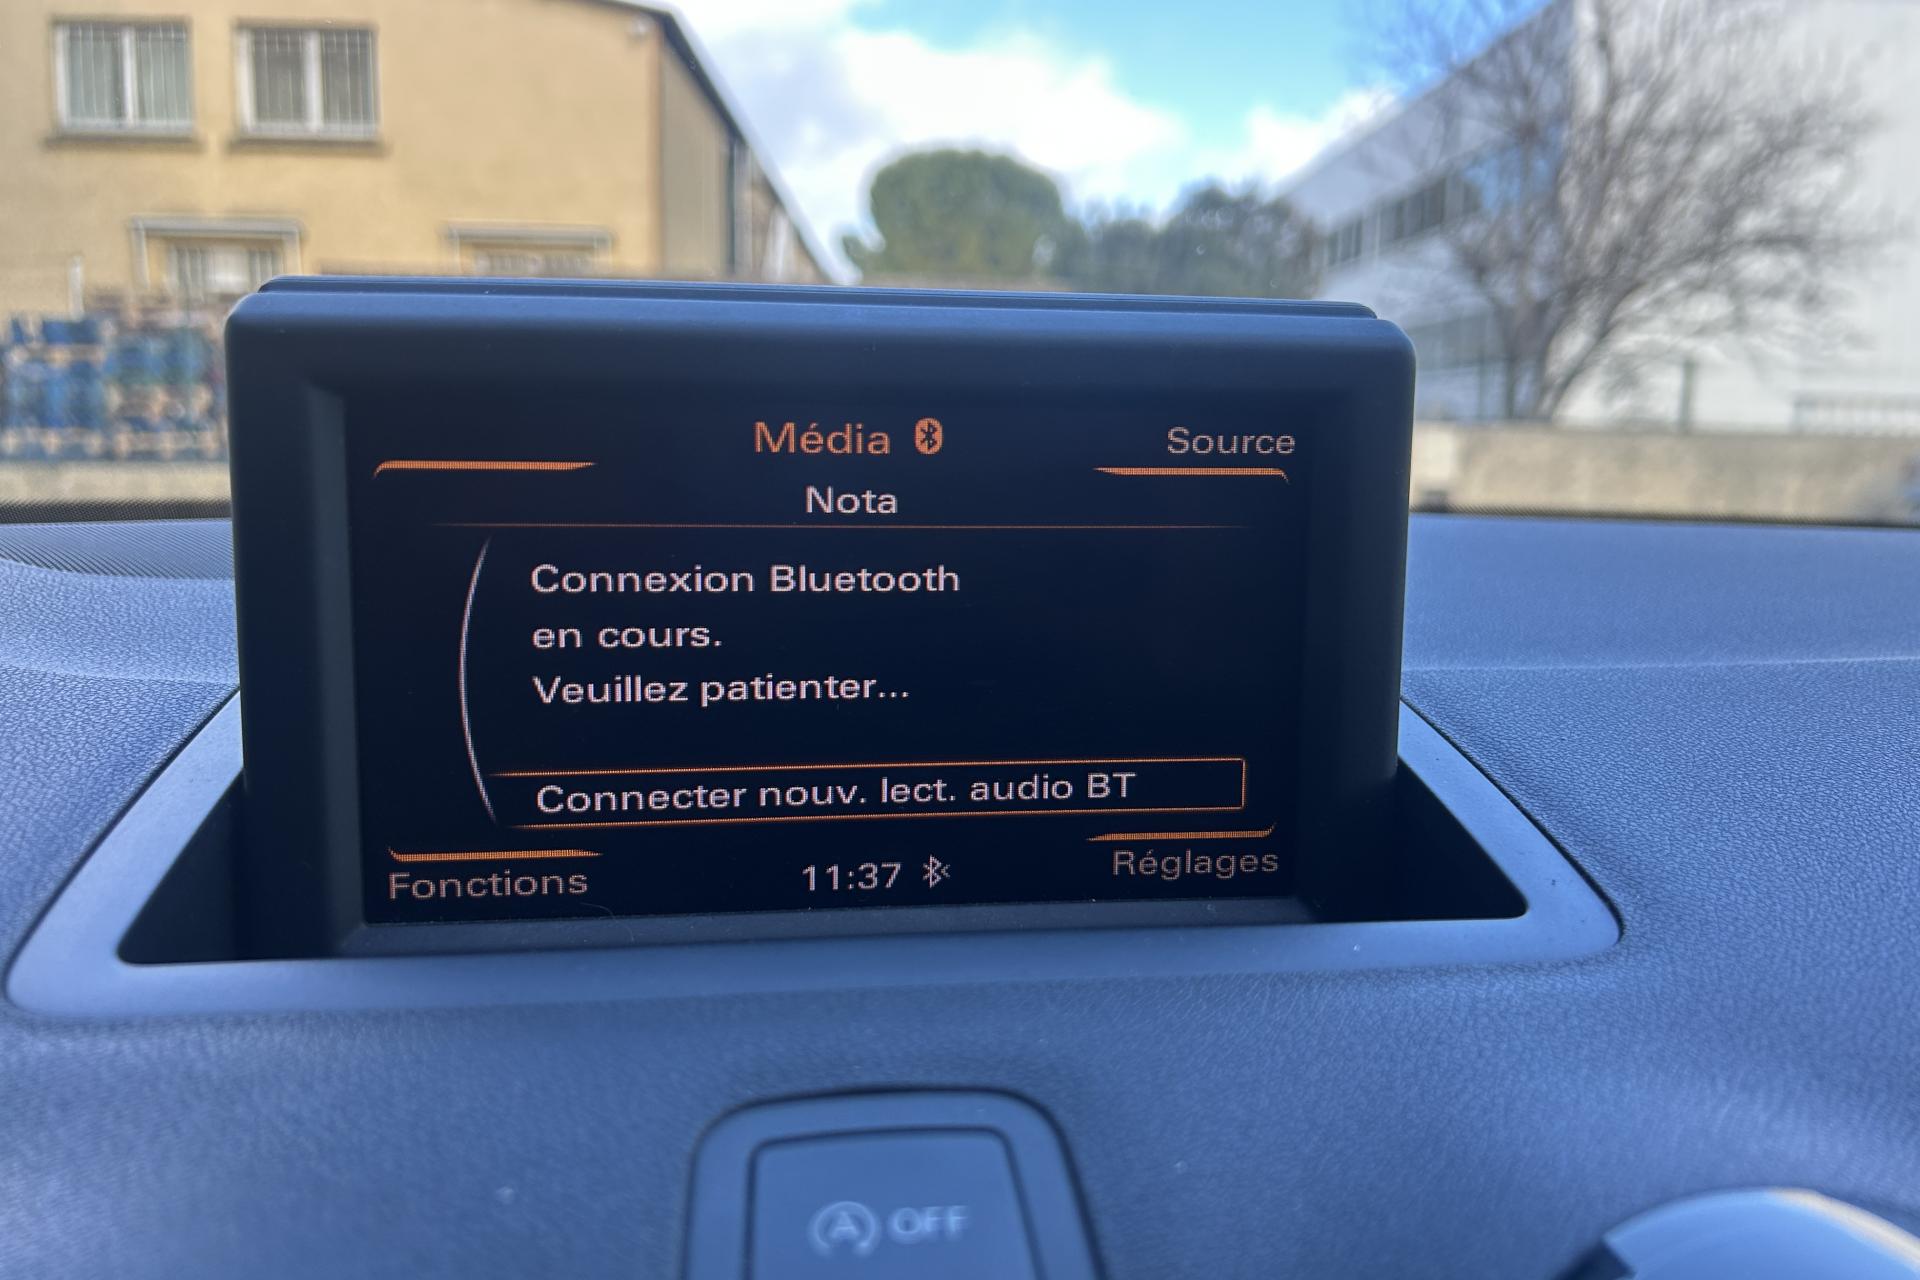 Média
Source
Nota
Connexion Bluetooth
en cours.
Veuillez patienter...
Connecter nouv. lect. audio BT
Fonctions
11:37
Réglages
A OFF